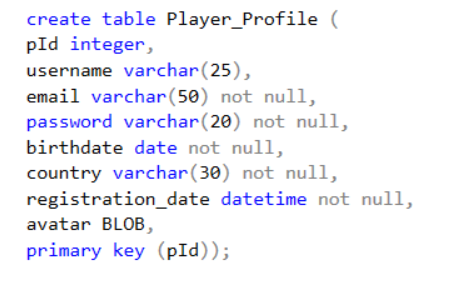 create table Player_Profile (
pId integer,
username varchar(25),
email varchar(50) not null,
password varchar(20) not null,
birthdate date not null,
country varchar(30) not null,
registration_date datetime not null,
avatar BLOB,
primary key (pId));